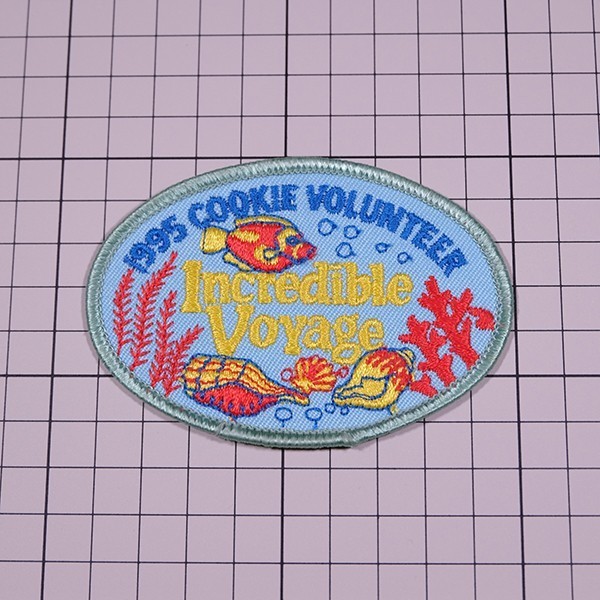 1995 COOKIE VOLUNTEER
Incredible
Voyage